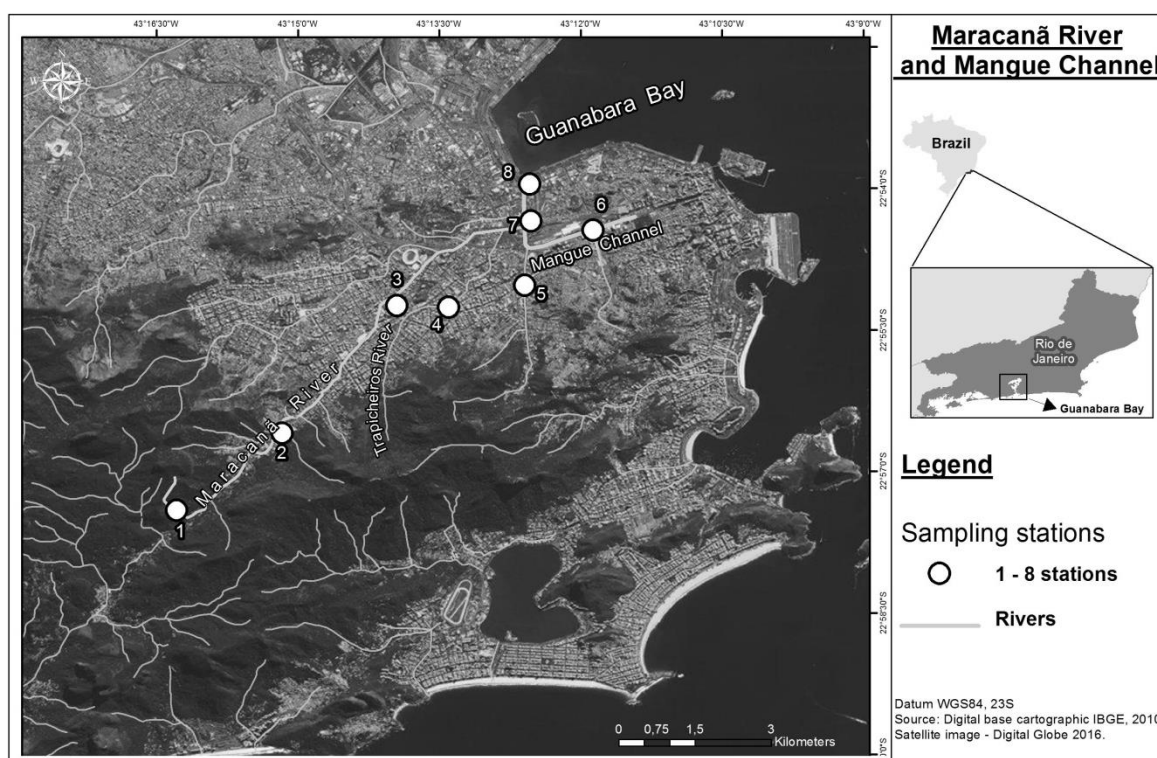 43°16'30"W
43°15'0"W
43°13'30"W
43°12'0"W
43°10'30"W
43°9'0"W
N
W
E
S
Guanabara Bay
8
7
6
Mangue Channel
5
3
4
Trapicheiros River
Maracanã River
2
1
22°54'0"S
22°55'30"S
22°57'0"S
22°58'30"S
0"S
0
0,75
1,5
3
Kilometers
Maracanã River
and Mangue Channel
Brazil
Rio de
Janeiro
Guanabara Bay
Legend
Sampling stations
1 - 8 stations
Rivers
Datum WGS84, 23S
Source: Digital base cartographic IBGE, 2010
Satellite image - Digital Globe 2016.